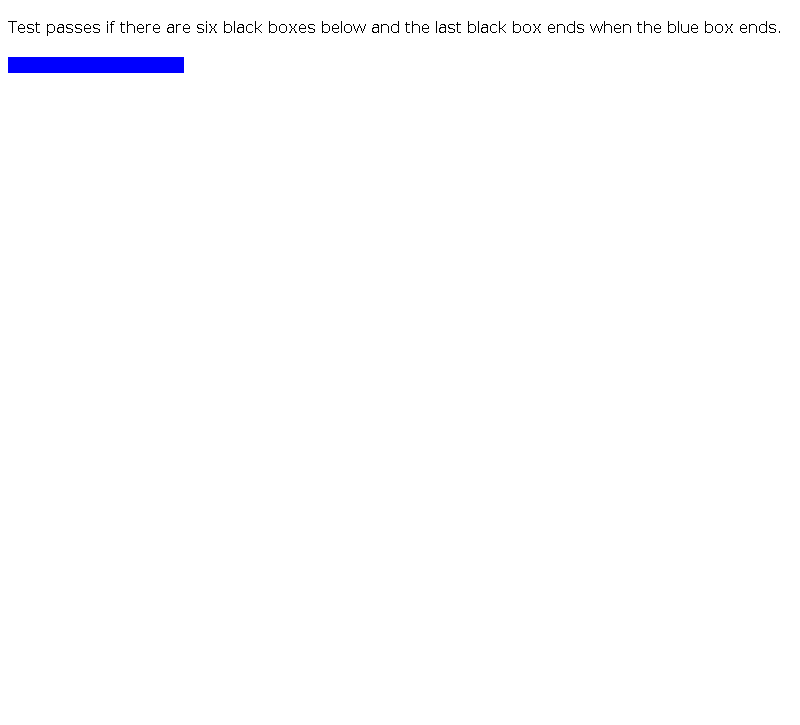 Test passes if there are six black boxes below and the last black box ends when the blue box ends.